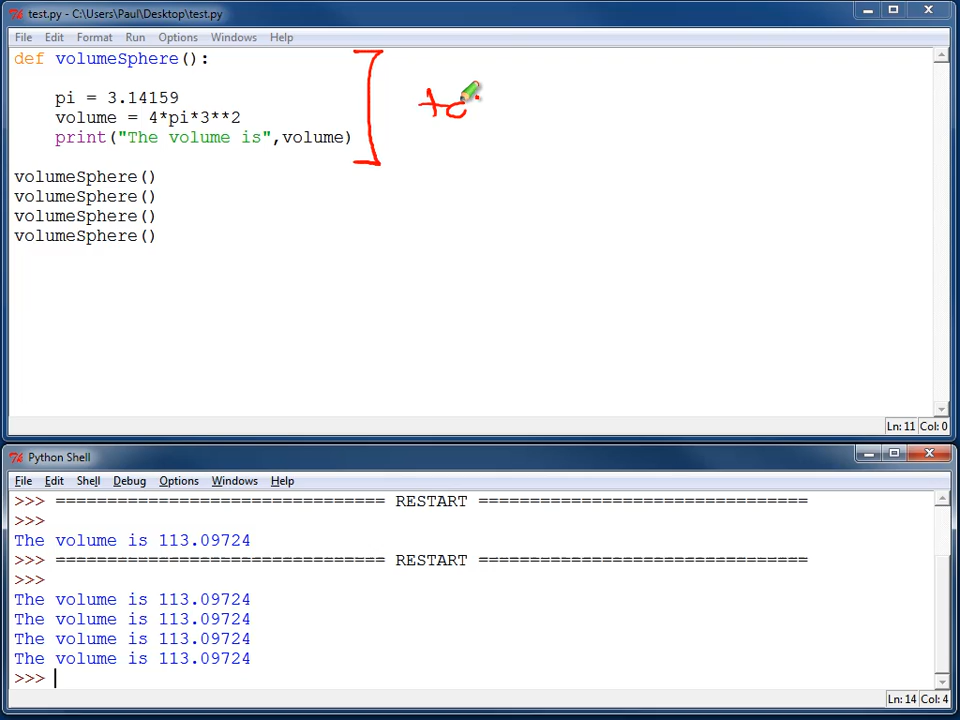 test.py - C:\Users\Paul\Desktop\test.py
File Edit Format Run Options Windows Help
def volumeSphere():
pi = 3.14159
volume = 4*pi*3**2
print("The volume is",volume)
volumeSphere()
volumeSphere()
volumeSphere()
volumeSphere()
Ln: 11 Col: 0
Python Shell
File Edit Shell Debug Options Windows Help
>>> ================================ RESTART ================================
>>>
The volume is 113.09724
>>> ================================ RESTART ================================
>>>
The volume is 113.09724
The volume is 113.09724
The volume is 113.09724
The volume is 113.09724
>>>
Ln: 14 Col: 4